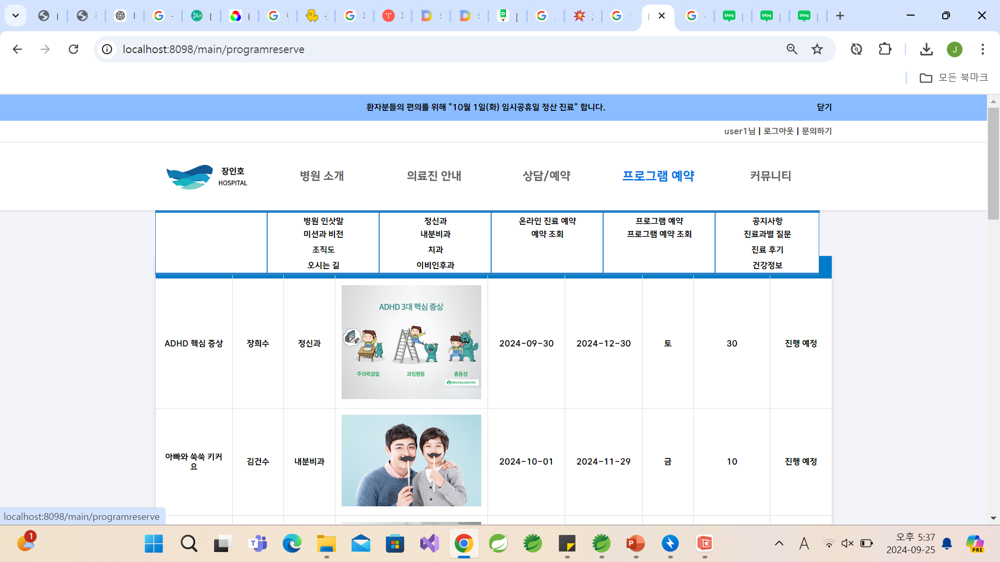 localhost:8098/main/programreserve
J
모든 북마크
환자분들의 편의를 위해 "10월 1일(화) 임시공휴일 정산 진료" 합니다.
닫기
user1님 | 로그아웃 | 문의하기
장인호
HOSPITAL
병원 소개
의료진 안내
상담/예약
프로그램 예약
커뮤니티
병원 인삿말
미션과 비전
조직도
오시는 길
정신과
내분비과
치과
이비인후과
온라인 진료 예약
예약 조회
프로그램 예약
프로그램 예약 조회
공지사항
진료과별 질문
진료 후기
건강정보
ADHD 핵심 증상
장희수
정신과
ADHD 3대 핵심 증상
주의력결핍
과잉행동
충동성
2024-09-30
2024-12-30
토
30
진행 예정
아빠와 쑥쑥 키커
요
김건수
내분비과
2024-10-01
2024-11-29
금
10
진행 예정
localhost:8098/main/programreserve
1
A
오후 5:37
2024-09-25
PRE